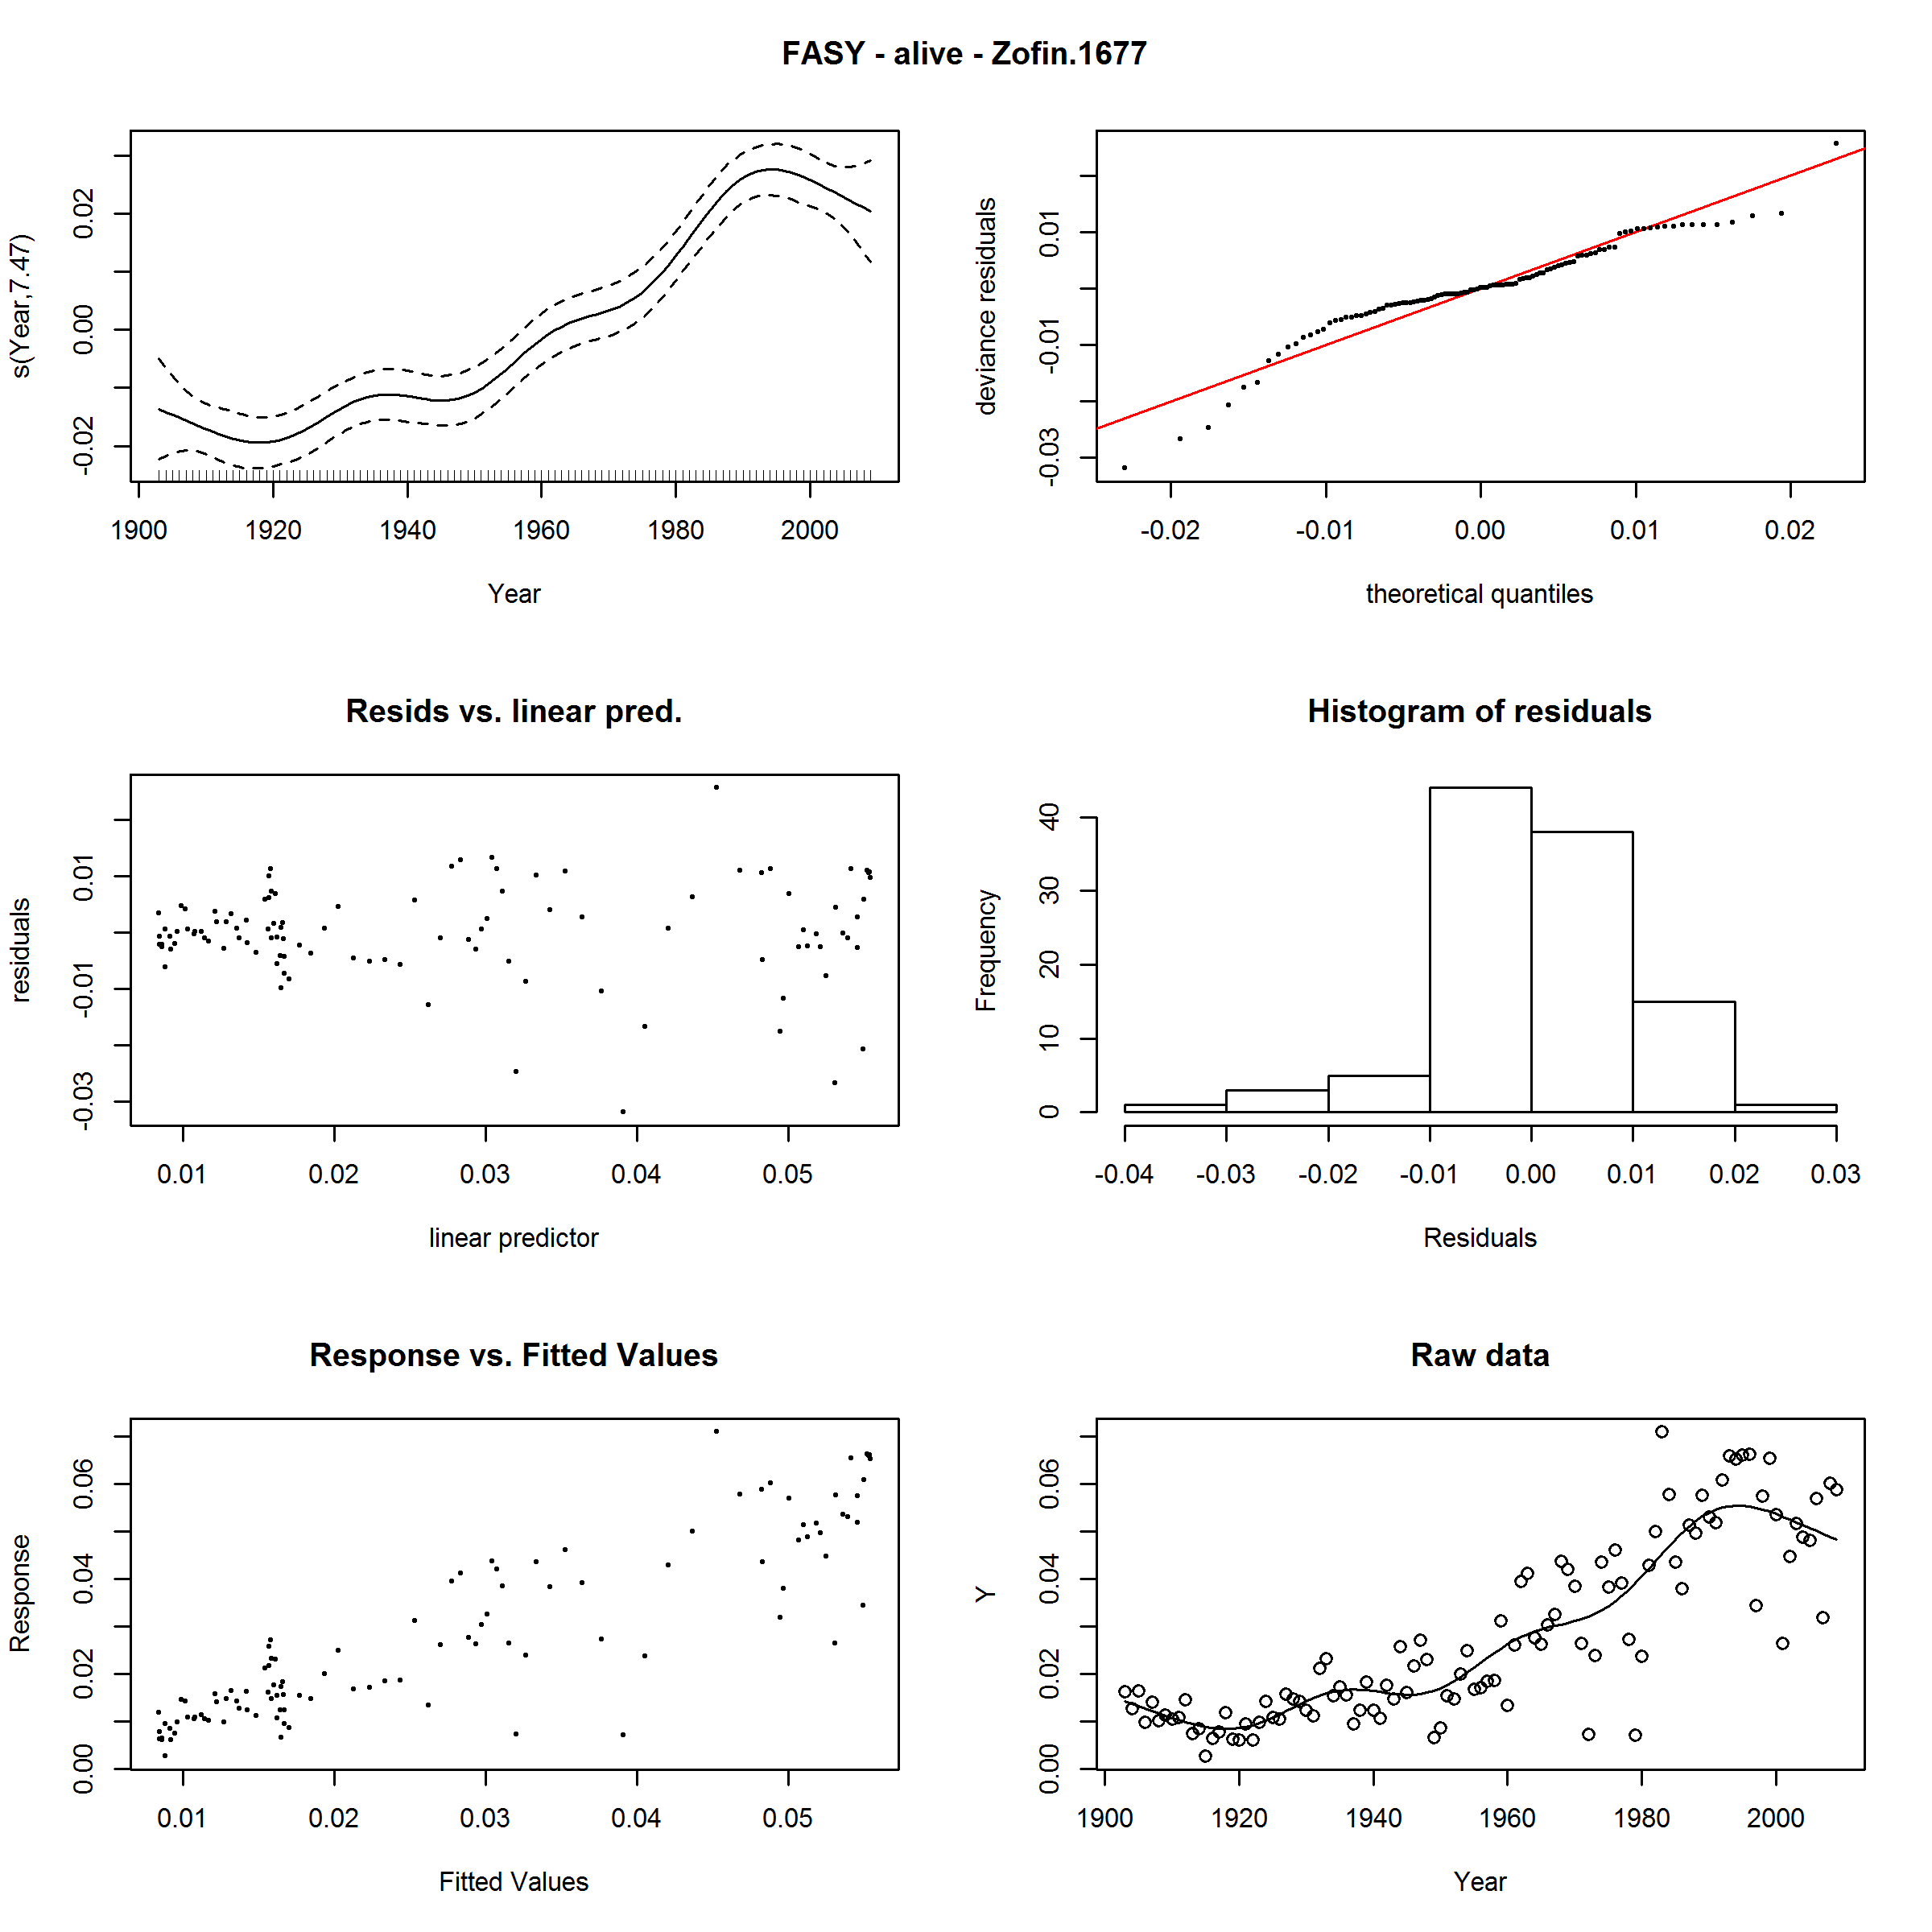 FASY - alive - Zofin.1677
s(Year,7.47)
-0.02 0.00 0.02
1900 1920 1940 1960 1980 2000
Year
deviance residuals
-0.03 -0.01 0.01
-0.02 -0.01 0.00 0.01 0.02
theoretical quantiles
Resids vs. linear pred.
residuals
-0.03 -0.01 0.01
0.01 0.02 0.03 0.04 0.05
linear predictor
Histogram of residuals
Frequency
0 10 20 30 40
-0.04 -0.03 -0.02 -0.01 0.00 0.01 0.02 0.03
Residuals
Response vs. Fitted Values
Response
0.00 0.02 0.04 0.06
0.01 0.02 0.03 0.04 0.05
Fitted Values
Raw data
Y
0.00 0.02 0.04 0.06
1900 1920 1940 1960 1980 2000
Year